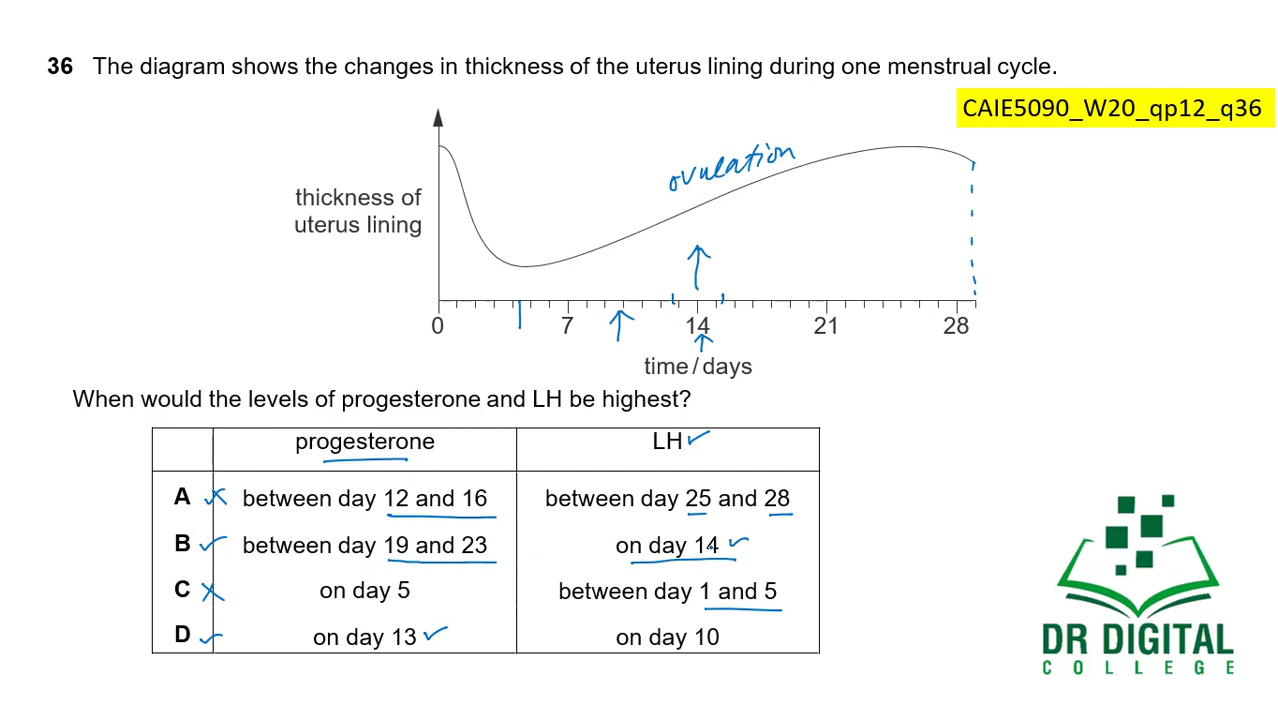 36 The diagram shows the changes in thickness of the uterus lining during one menstrual cycle.
CAIE5090_W20_qp12_q36
ovulation
thickness of
uterus lining
0 7 14 21 28
time / days
When would the levels of progesterone and LH be highest?
progesterone LH
A between day 12 and 16 between day 25 and 28
B between day 19 and 23 on day 14
C on day 5 between day 1 and 5
D on day 13 on day 10
DR DIGITAL
COLLEGE